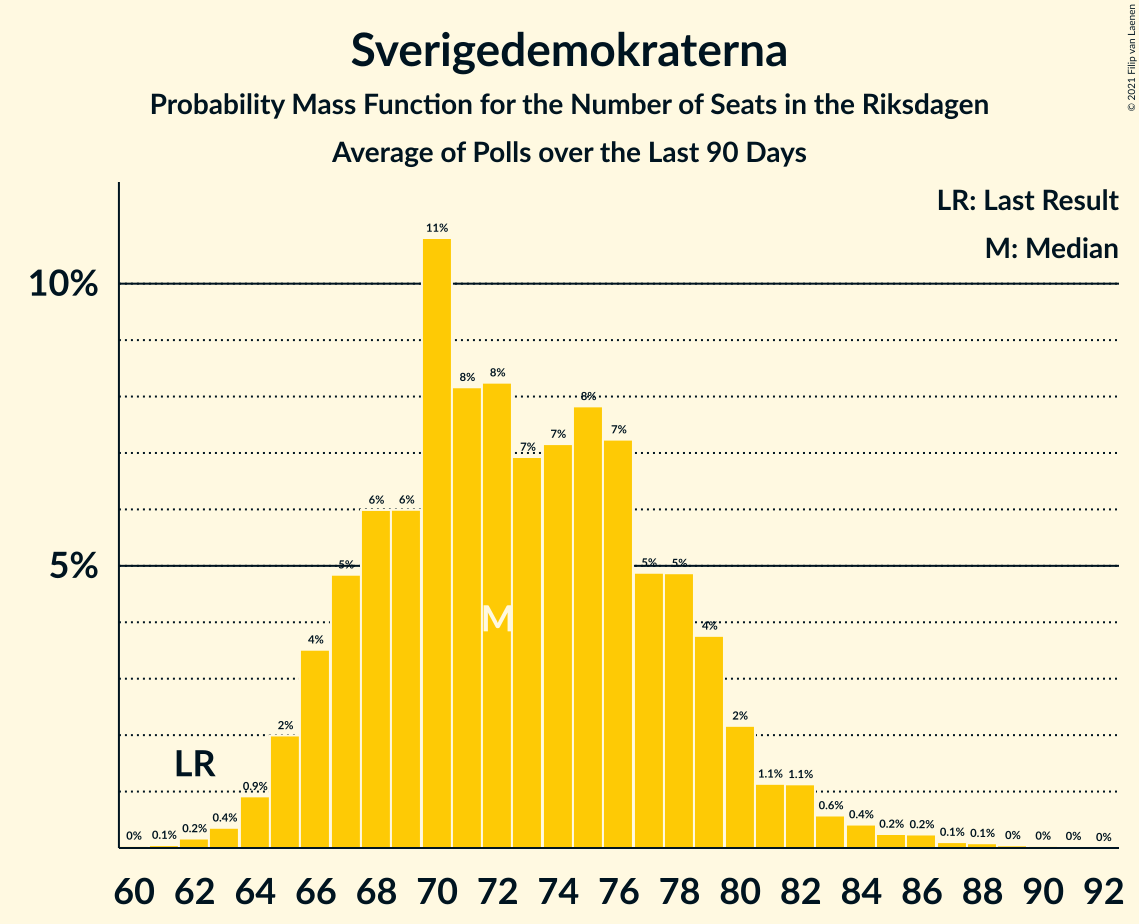 Sverigedemokraterna
Probability Mass Function for the Number of Seats in the Riksdagen
Average of Polls over the Last 90 Days
© 2021 Filip van Laenen
LR: Last Result
M: Median
10%
5%
0% 0.1% 0.2% 0.4% 0.9% 2% 4% 5% 6% 6% 11% 8% 8% 7% 7% 8% 7% 5% 5% 4% 2% 1.1% 1.1% 0.6% 0.4% 0.2% 0.2% 0.1% 0.1% 0% 0% 0% 0%
M
LR
60 62 64 66 68 70 72 74 76 78 80 82 84 86 88 90 92